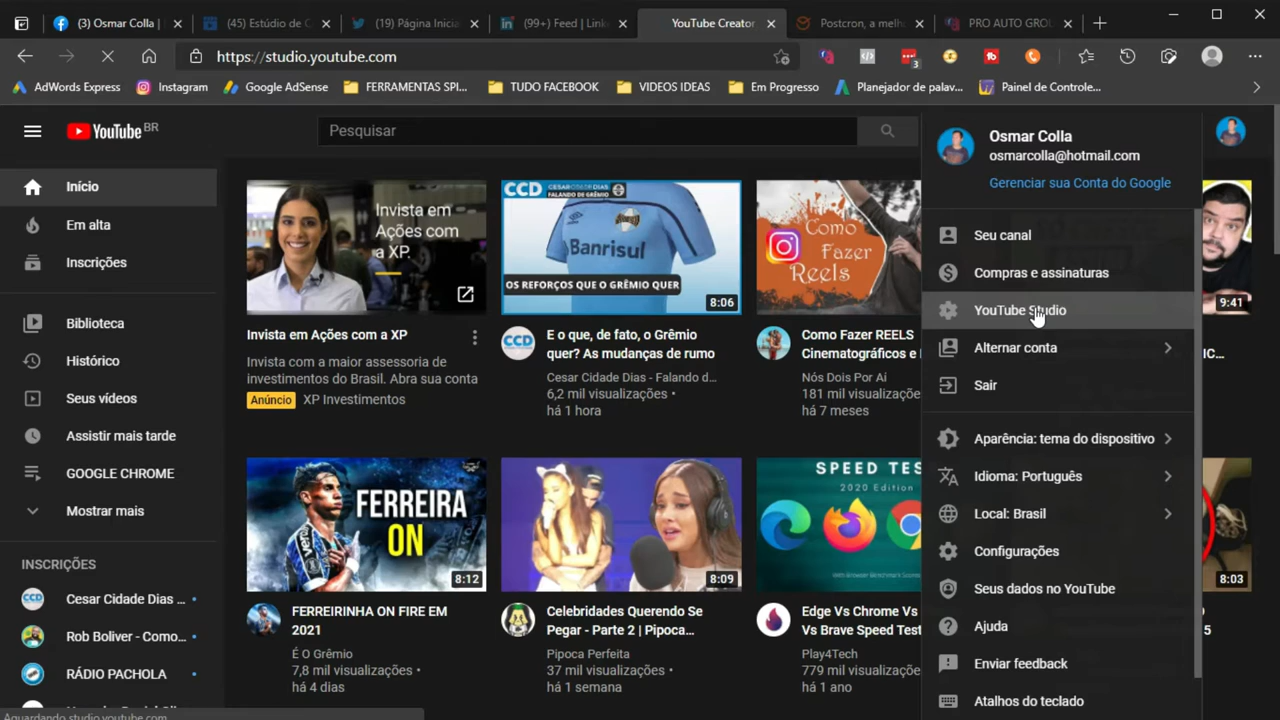 (3) Osmar Colla |
(45) Estúdio de C
(19) Página Inicia
(99+) Feed | Link
YouTube Creator
Postcron, a melh
PRO AUTO GROU
https://studio.youtube.com
3
AdWords Express
Instagram
Google AdSense
FERRAMENTAS SPI...
TUDO FACEBOOK
VIDEOS IDEAS
Em Progresso
Planejador de palav...
Painel de Controle...
YouTube BR
Pesquisar
Início
Em alta
Inscrições
Biblioteca
Histórico
Seus vídeos
Assistir mais tarde
GOOGLE CHROME
Mostrar mais
INSCRIÇÕES
Cesar Cidade Dias ...
Rob Boliver - Como...
RÁDIO PACHOLA
Invista em
Ações com
a XP.
Invista em Ações com a XP
Invista com a maior assessoria de
investimentos do Brasil. Abra sua conta
Anúncio XP Investimentos
CCD
FALANDO DE GRÊMIO
Banrisul
OS REFORÇOS QUE O GRÊMIO QUER
8:06
E o que, de fato, o Grêmio
quer? As mudanças de rumo
Cesar Cidade Dias - Falando d...
6,2 mil visualizações •
há 1 hora
Como
Fazer
Reels
Como Fazer REELS
Cinematográficos e
Nós Dois Por Aí
181 mil visualizações
há 7 meses
9:41
IC...
FERREIRA
ON
8:12
FERREIRINHA ON FIRE EM
2021
É O Grêmio
7,8 mil visualizações •
há 4 dias
8:09
Celebridades Querendo Se
Pegar - Parte 2 | Pipoca...
Pipoca Perfeita
37 mil visualizações •
há 1 semana
SPEED TES
2020 Edition
Edge Vs Chrome Vs
Vs Brave Speed Test
Play4Tech
779 mil visualizações
há 1 ano
8:03
5
Osmar Colla
osmarcolla@hotmail.com
Gerenciar sua Conta do Google
Seu canal
Compras e assinaturas
YouTube Studio
Alternar conta
Sair
Aparência: tema do dispositivo
Idioma: Português
Local: Brasil
Configurações
Seus dados no YouTube
Ajuda
Enviar feedback
Atalhos do teclado
Aguardando studio.youtube.com